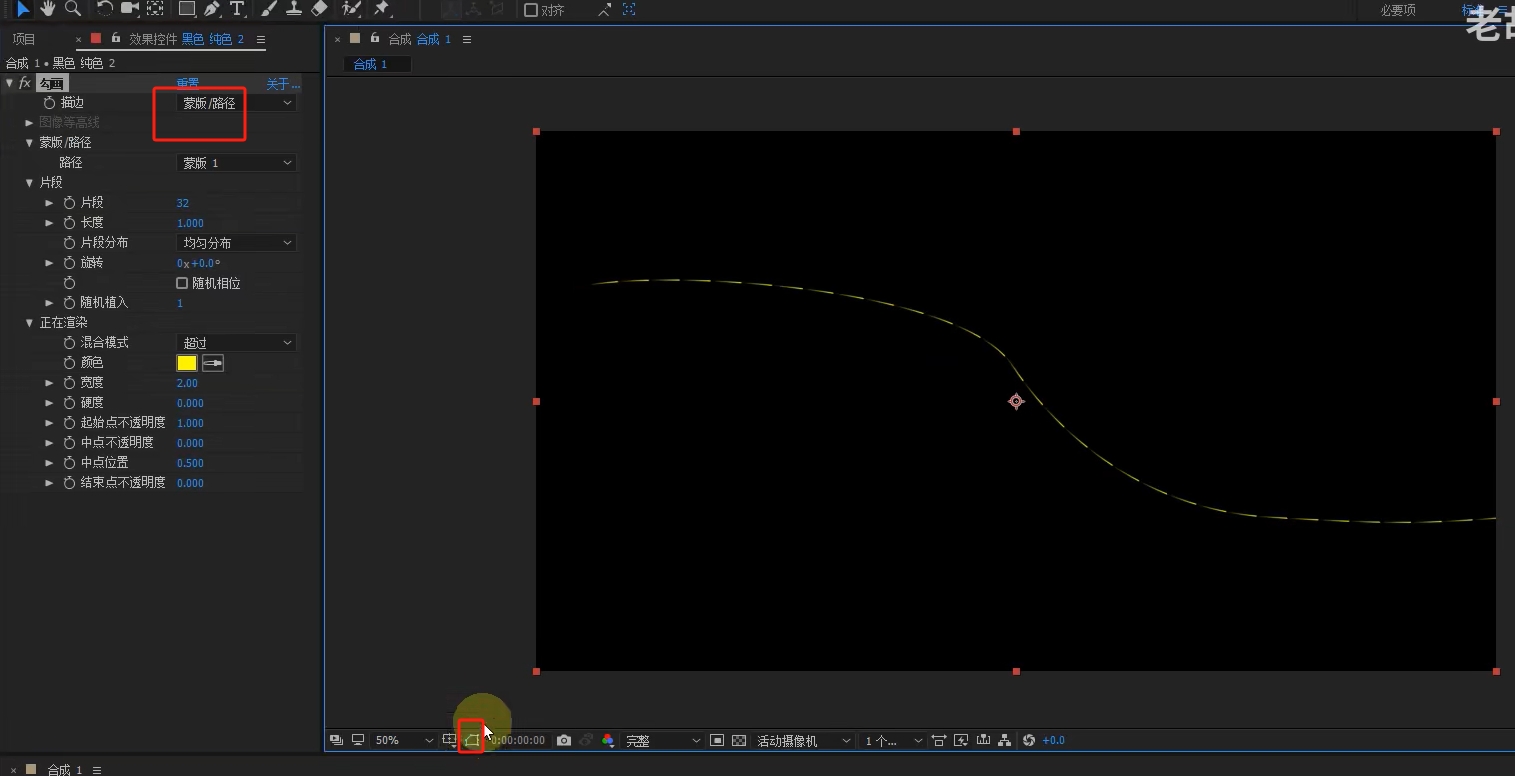 T 对齐 必要项 标准
老胡
项目 × 效果控件 黑色 纯色 2 ≡
× 合成 合成 1 ≡
合成 1 • 黑色 纯色 2
合成 1
fx 勾画 重置 关于...
描边 蒙版/路径
图像等高线
蒙版/路径
路径 蒙版 1
片段
片段 32
长度 1.000
片段分布 均匀分布
旋转 0x+0.0°
随机相位
随机植入 1
正在渲染
混合模式 超过
颜色
宽度 2.00
硬度 0.000
起始点不透明度 1.000
中点不透明度 0.000
中点位置 0.500
结束点不透明度 0.000
50% 0:00:00:00 完整 活动摄像机 1 个... +0.0
× 合成 1 ≡